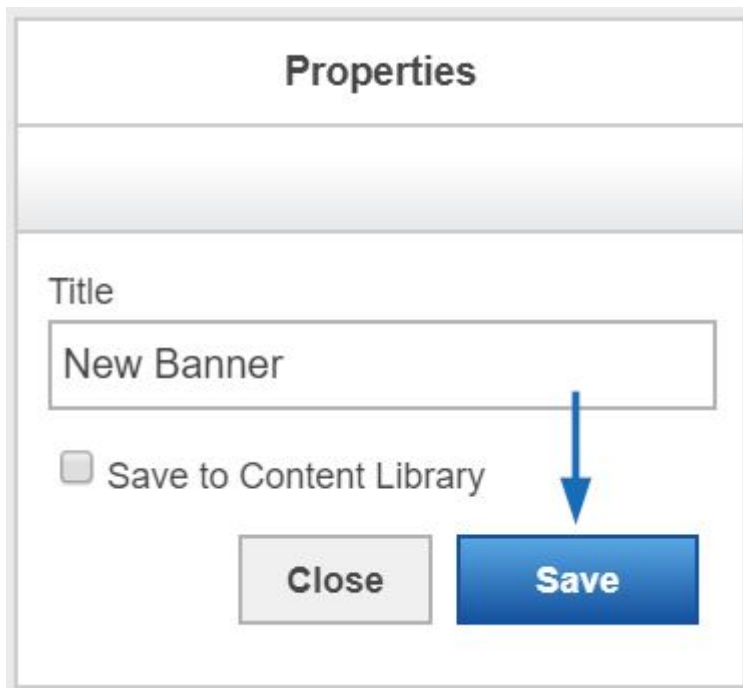 Properties
Title
New Banner
Save to Content Library
Close Save